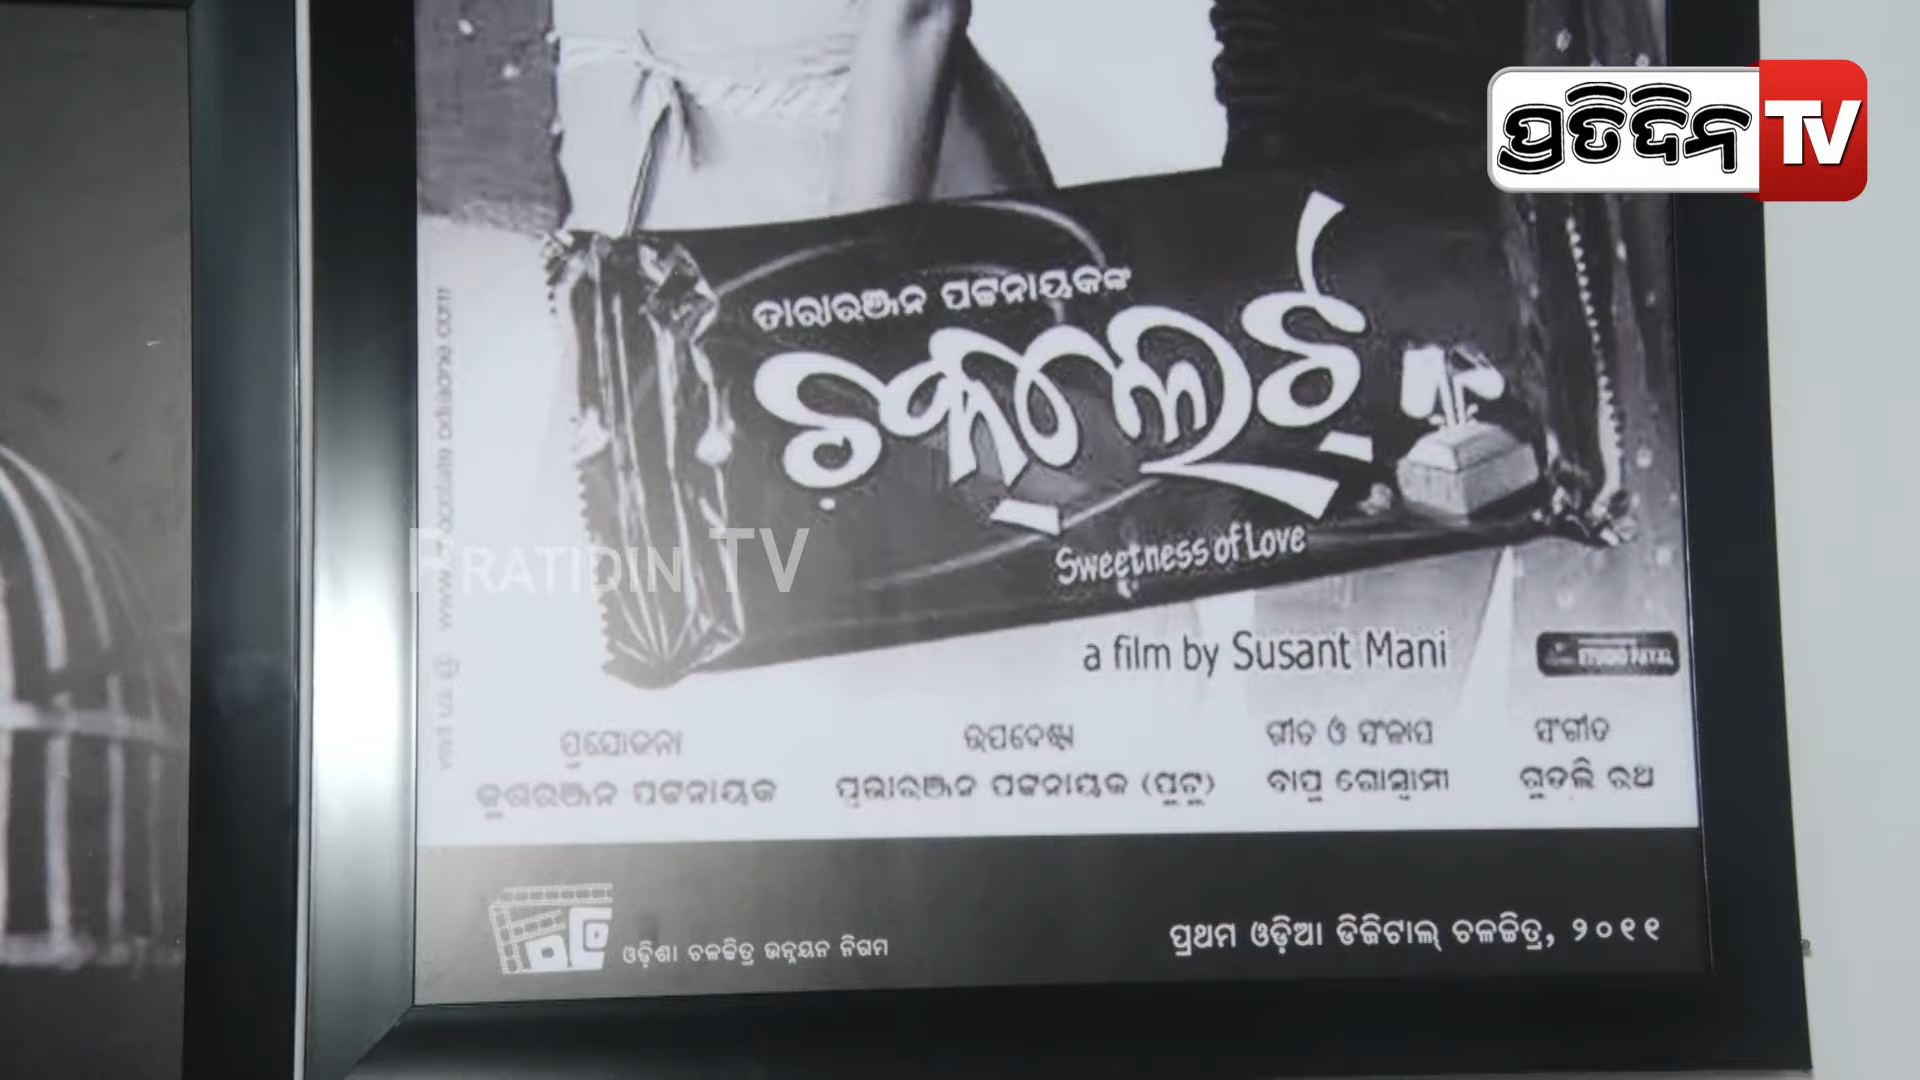 ପ୍ରତିଦିନ TV
ତାରାରଞ୍ଜନ ପଟ୍ଟନାୟକଙ୍କ
ଚକ୍‌ଲେଟ୍
Sweetness of Love
PRATIDIN TV
a film by Susant Mani
ପ୍ରଯୋଜନା
କୁଶରଞ୍ଜନ ପଟ୍ଟନାୟକ
ଉପଦେଷ୍ଟା
ପ୍ରଭାରଞ୍ଜନ ପଟ୍ଟନାୟକ (ପୁଟୁ)
ଗୀତ ଓ ସଂଳାପ
ବାପୁ ଗୋସ୍ୱାମୀ
ସଂଗୀତ
ଗୁଡଲି ରଥ
ଓଡ଼ିଶା ଚଳଚ୍ଚିତ୍ର ଉନ୍ନୟନ ନିଗମ
ପ୍ରଥମ ଓଡ଼ିଆ ଡିଜିଟାଲ୍ ଚଳଚ୍ଚିତ୍ର, ୨୦୧୧